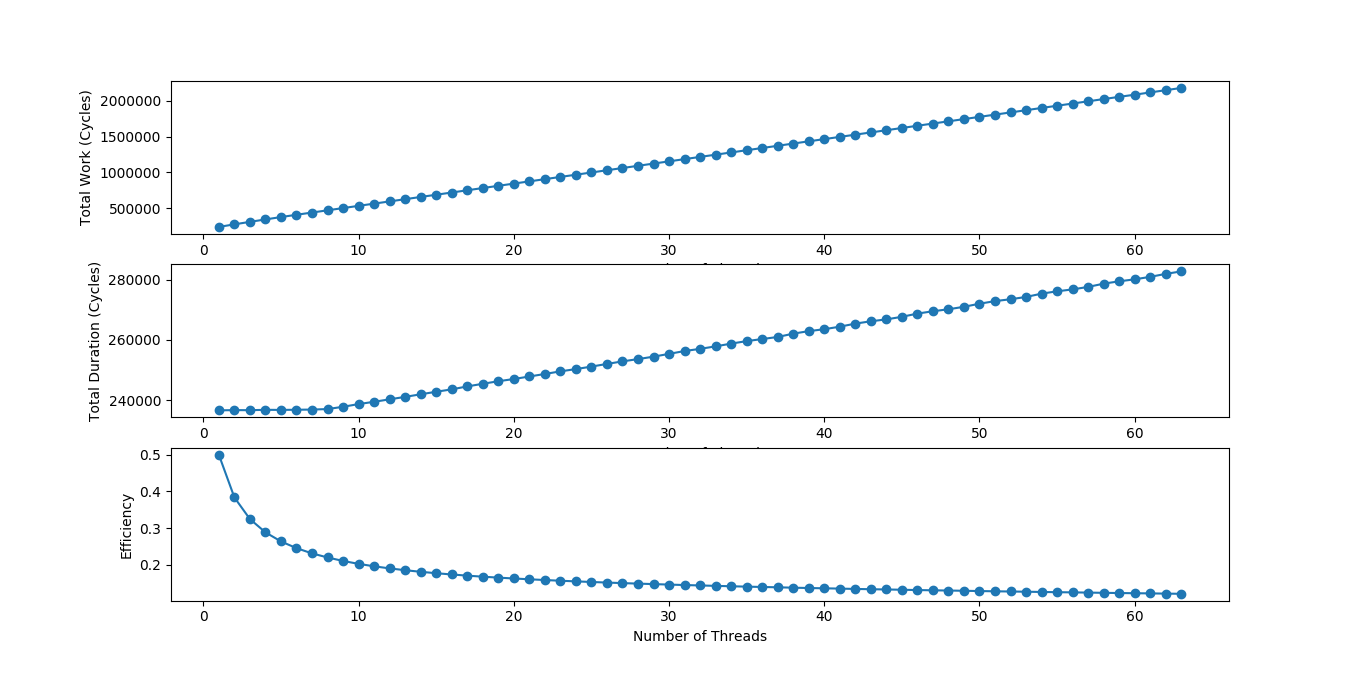 Total Work (Cycles)
2000000
1500000
1000000
500000
0 10 20 30 40 50 60
Total Duration (Cycles)
280000
260000
240000
0 10 20 30 40 50 60
Efficiency
0.5
0.4
0.3
0.2
0 10 20 30 40 50 60
Number of Threads